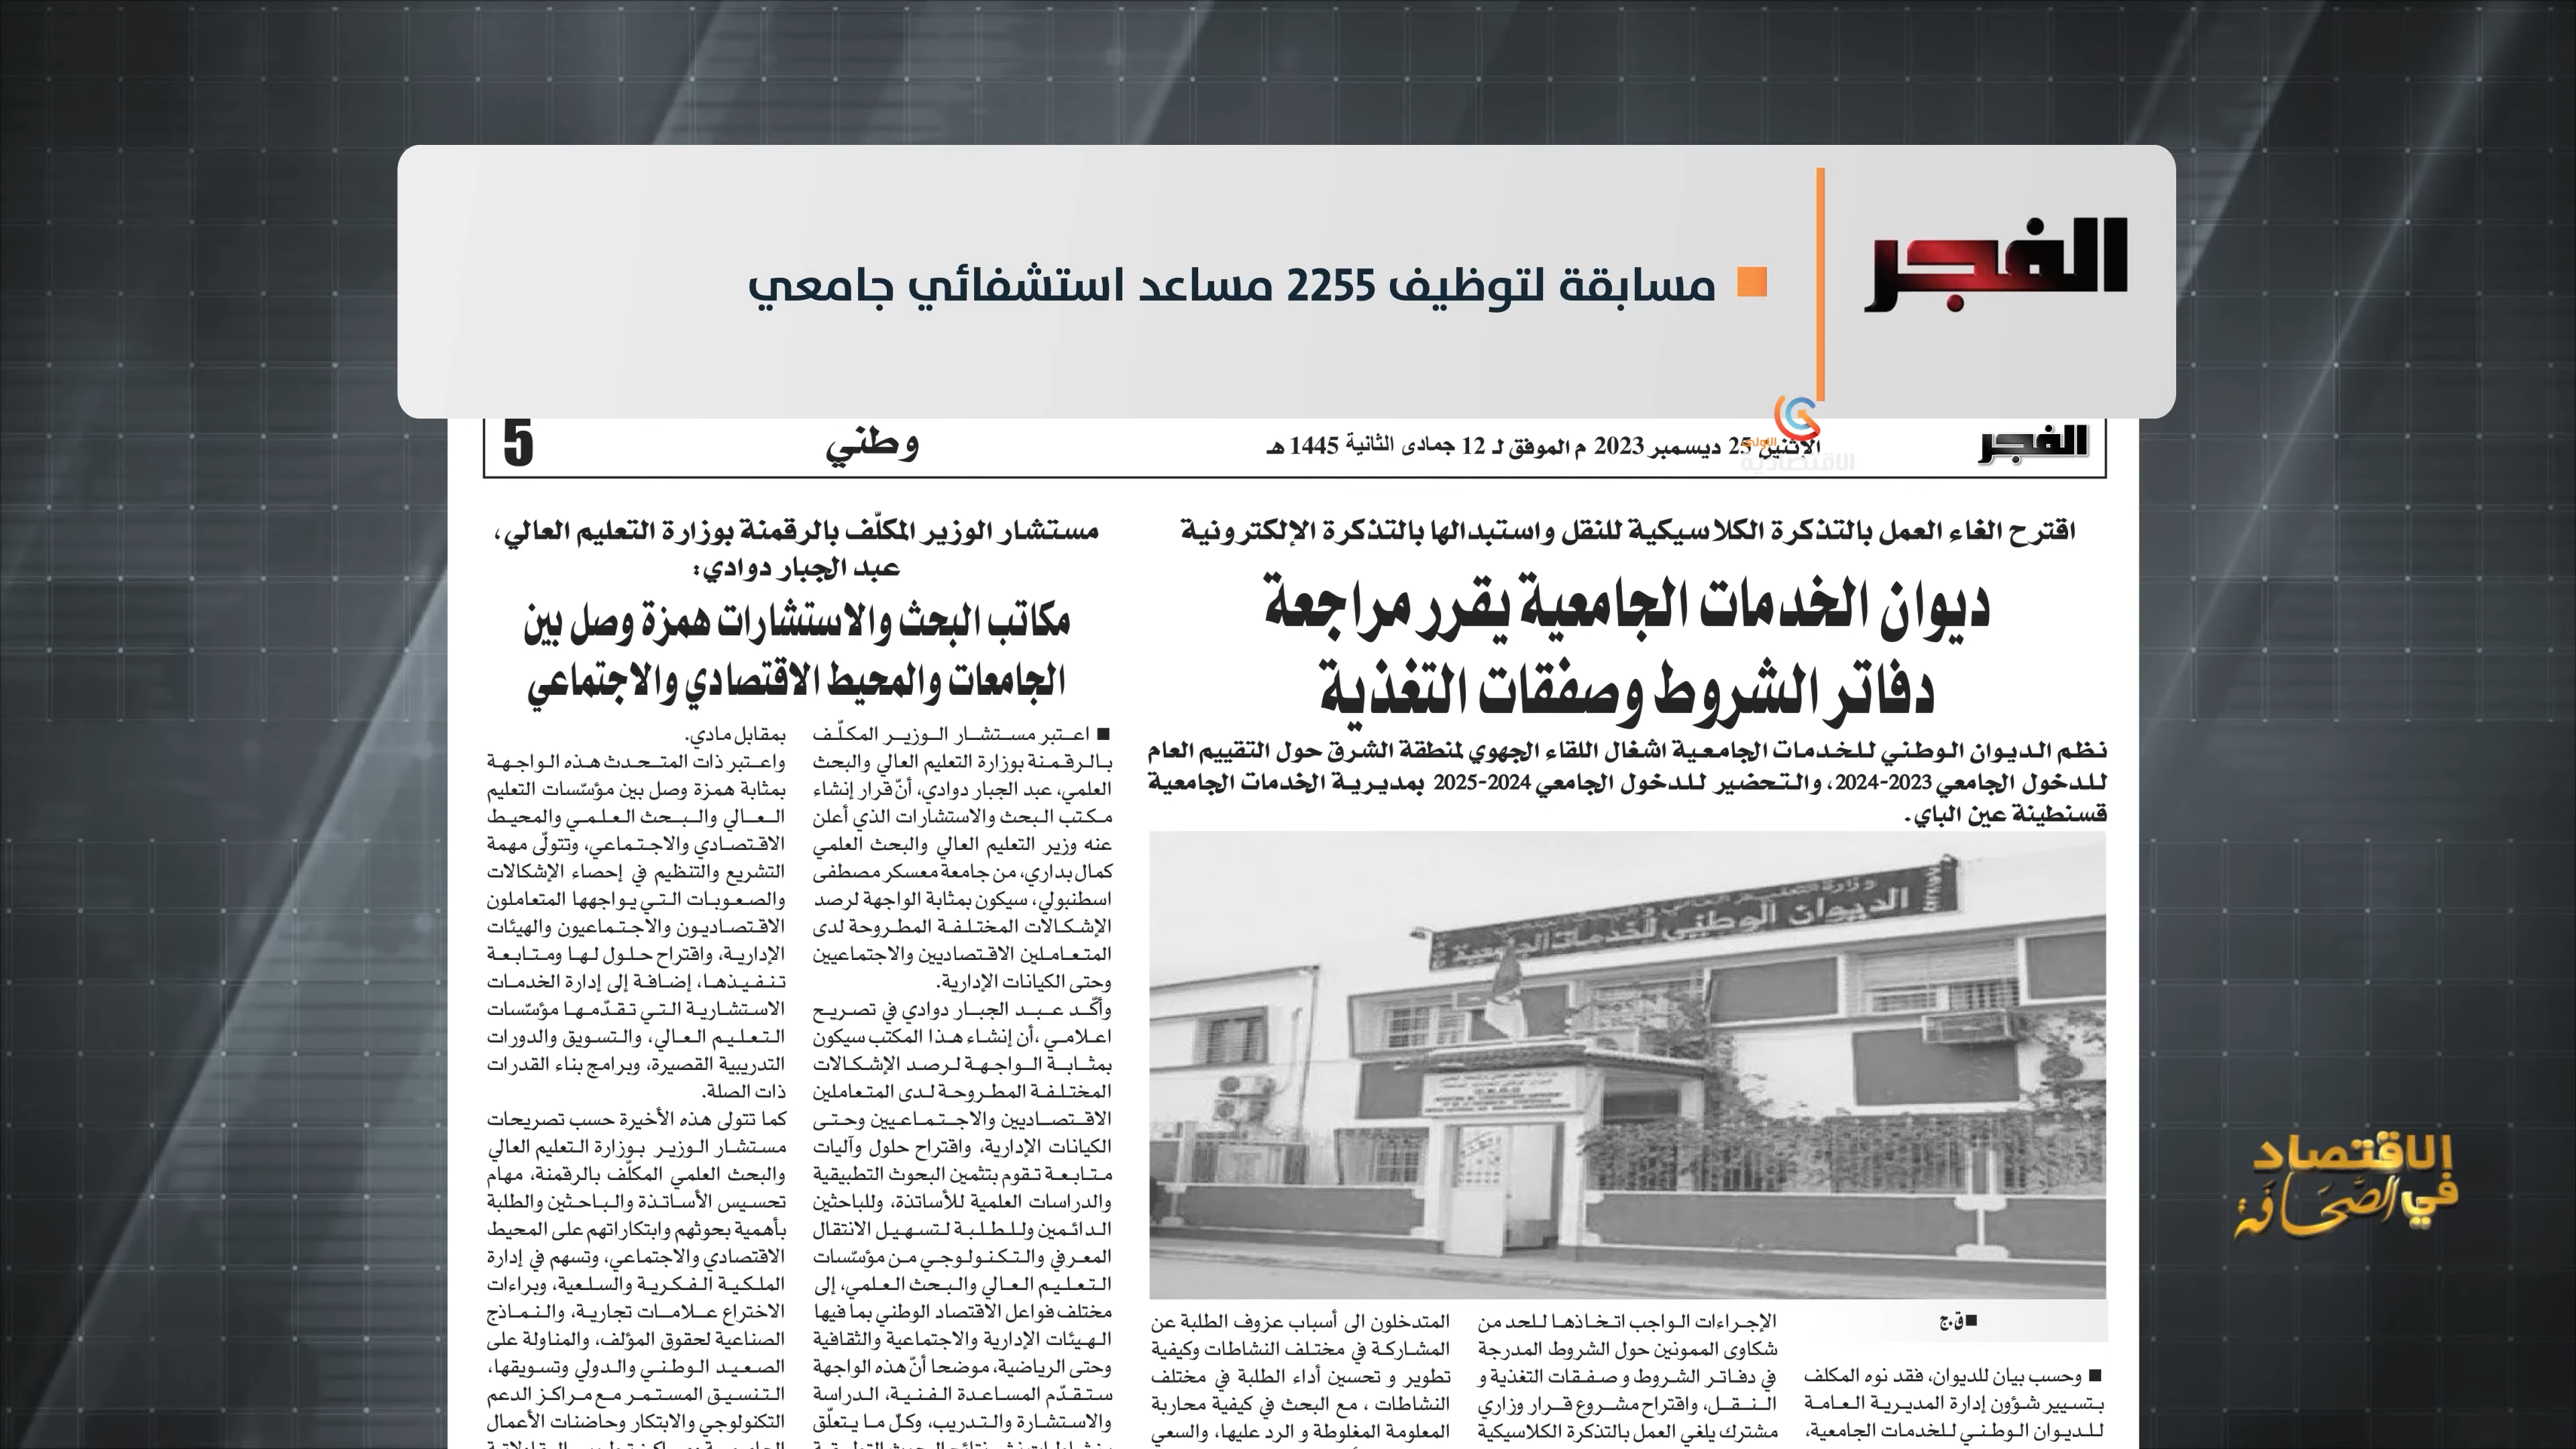 الفجر
مسابقة لتوظيف 2255 مساعد استشفائي جامعي
الفجر
الاثنين 25 ديسمبر 2023 م الموفق لـ 12 جمادى الثانية 1445 هـ
وطني
5
الأولى
الاقتصادية
اقترح الغاء العمل بالتذكرة الكلاسيكية للنقل واستبدالها بالتذكرة الإلكترونية
ديوان الخدمات الجامعية يقرر مراجعة
دفاتر الشروط وصفقات التغذية
نظم الديوان الوطني للخدمات الجامعية اشغال اللقاء الجهوي لمنطقة الشرق حول التقييم العام
للدخول الجامعي 2023-2024، والتحضير للدخول الجامعي 2024-2025 بمديرية الخدمات الجامعية
قسنطينة عين الباي.
الديوان الوطني للخدمات الجامعية
■ ق.ج
■ وحسب بيان للديوان، فقد نوه المكلف
بتسيير شؤون إدارة المديرية العامة
للديوان الوطني للخدمات الجامعية،
الإجراءات الواجب اتخاذها للحد من
شكاوى الممونين حول الشروط المدرجة
في دفاتر الشروط و صفقات التغذية و
النقل، واقتراح مشروع قرار وزاري
مشترك يلغي العمل بالتذكرة الكلاسيكية
المتدخلون الى أسباب عزوف الطلبة عن
المشاركة في مختلف النشاطات وكيفية
تطوير و تحسين أداء الطلبة في مختلف
النشاطات ، مع البحث في كيفية محاربة
المعلومة المغلوطة و الرد عليها، والسعي
مستشار الوزير المكلّف بالرقمنة بوزارة التعليم العالي،
عبد الجبار دوادي:
مكاتب البحث والاستشارات همزة وصل بين
الجامعات والمحيط الاقتصادي والاجتماعي
■ اعتبر مستشار الوزير المكلّف
بالرقمنة بوزارة التعليم العالي والبحث
العلمي، عبد الجبار دوادي، أنّ قرار إنشاء
مكتب البحث والاستشارات الذي أعلن
عنه وزير التعليم العالي والبحث العلمي
كمال بداري، من جامعة معسكر مصطفى
اسطنبولي، سيكون بمثابة الواجهة لرصد
الإشكالات المختلفة المطروحة لدى
المتعاملين الاقتصاديين والاجتماعيين
وحتى الكيانات الإدارية.
وأكّد عبد الجبار دوادي في تصريح
اعلامي ،أن إنشاء هذا المكتب سيكون
بمثابة الواجهة لرصد الإشكالات
المختلفة المطروحة لدى المتعاملين
الاقتصاديين والاجتماعيين وحتى
الكيانات الإدارية، واقتراح حلول وآليات
متابعة تقوم بتثمين البحوث التطبيقية
والدراسات العلمية للأساتذة، وللباحثين
الدائمين وللطلبة لتسهيل الانتقال
المعرفي والتكنولوجي من مؤسّسات
التعليم العالي والبحث العلمي، إلى
مختلف فواعل الاقتصاد الوطني بما فيها
الهيئات الإدارية والاجتماعية والثقافية
وحتى الرياضية، موضحا أنّ هذه الواجهة
ستقدّم المساعدة الفنية، الدراسة
والاستشارة والتدريب، وكلّ ما يتعلّق
بمقابل مادي.
واعتبر ذات المتحدث هذه الواجهة
بمثابة همزة وصل بين مؤسّسات التعليم
العالي والبحث العلمي والمحيط
الاقتصادي والاجتماعي، وتتولّى مهمة
التشريع والتنظيم في إحصاء الإشكالات
والصعوبات التي يواجهها المتعاملون
الاقتصاديون والاجتماعيون والهيئات
الإدارية، واقتراح حلول لها ومتابعة
تنفيذها، إضافة إلى إدارة الخدمات
الاستشارية التي تقدّمها مؤسّسات
التعليم العالي، والتسويق والدورات
التدريبية القصيرة، وبرامج بناء القدرات
ذات الصلة.
كما تتولى هذه الأخيرة حسب تصريحات
مستشار الوزير بوزارة التعليم العالي
والبحث العلمي المكلّف بالرقمنة، مهام
تحسيس الأساتذة والباحثين والطلبة
بأهمية بحوثهم وابتكاراتهم على المحيط
الاقتصادي والاجتماعي، وتسهم في إدارة
الملكية الفكرية والسلعية، وبراءات
الاختراع علامات تجارية، والنماذج
الصناعية لحقوق المؤلف، والمناولة على
الصعيد الوطني والدولي وتسويقها،
التنسيق المستمر مع مراكز الدعم
التكنولوجي والابتكار وحاضنات الأعمال
الاقتصاد
في الصحافة